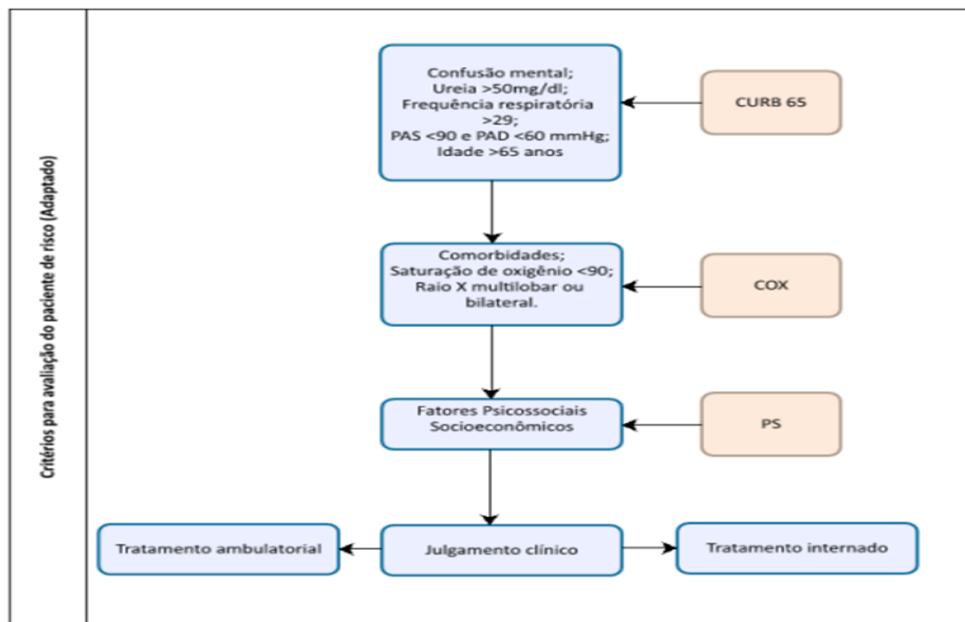 Critérios para avaliação do paciente de risco (Adaptado)
Confusão mental;
Ureia >50mg/dl;
Frequência respiratória
>29;
PAS <90 e PAD <60 mmHg;
Idade >65 anos
CURB 65
Comorbidades;
Saturação de oxigênio <90;
Raio X multilobar ou
bilateral.
COX
Fatores Psicossociais
Socioeconômicos
PS
Tratamento ambulatorial
Julgamento clínico
Tratamento internado